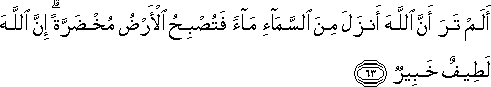 أَلَمْ تَرَ أَنَّ ٱللَّهَ أَنزَلَ مِنَ ٱلسَّمَآءِ مَآءً فَتُصْبِحُ ٱلْأَرْضُ مُخْضَرَّةً ۗ إِنَّ ٱللَّهَ
لَطِيفٌ خَبِيرٌ ٦٣